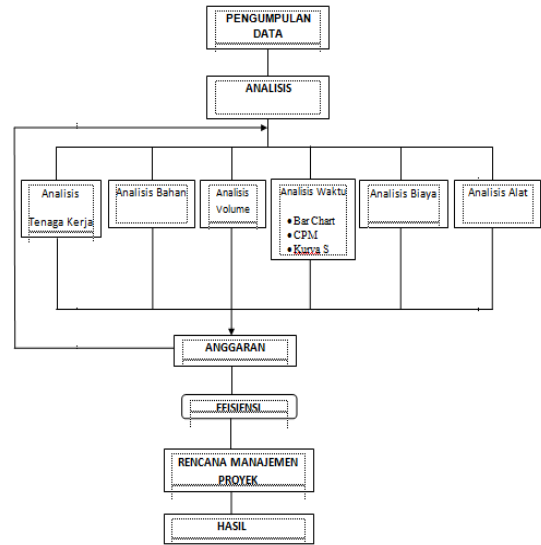 PENGUMPULAN
DATA
ANALISIS
Analisis
Tenaga Kerja
Analisis Bahan
Analisis
Volume
Analisis Waktu
• Bar Chart
• CPM
• Kurva S
Analisis Biaya
Analisis Alat
ANGGARAN
EFISIENSI
RENCANA MANAJEMEN
PROYEK
HASIL